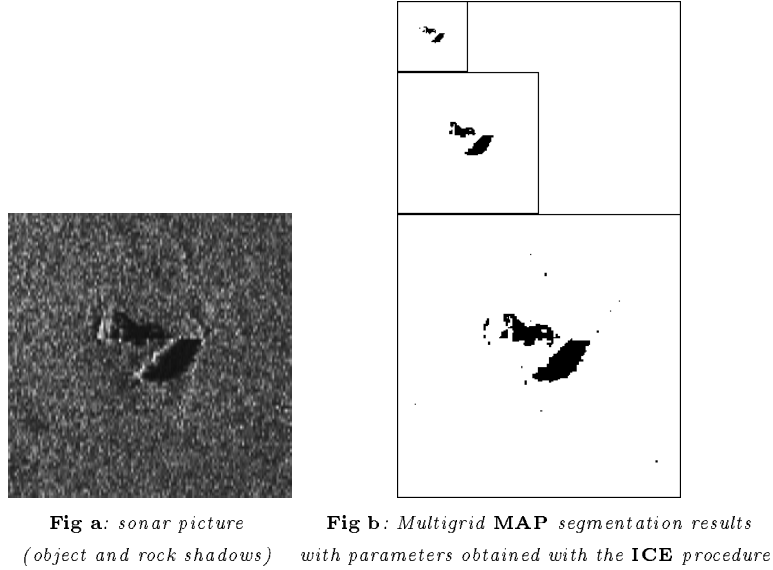 Fig a: sonar picture
(object and rock shadows)
Fig b: Multigrid MAP segmentation results
with parameters obtained with the ICE procedure